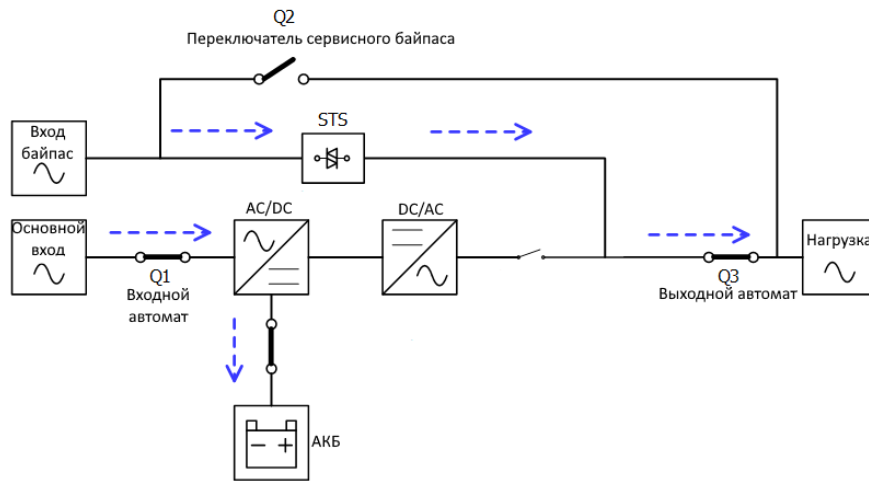 Q2
Переключатель сервисного байпаса
STS
Вход
байпас
AC/DC
DC/AC
Основной
вход
Q1
Входной
автомат
Q3
Выходной автомат
Нагрузка
АКБ